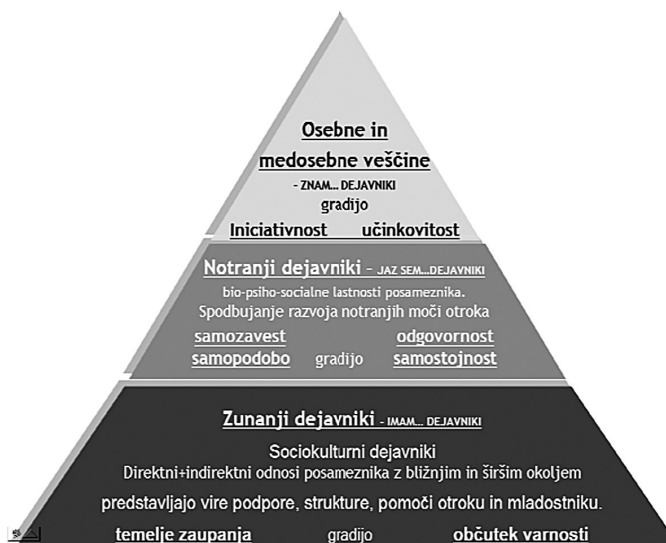 Osebne in
medosebne veščine
- ZNAM... DEJAVNIKI
gradijo
Iniciativnost učinkovitost
Notranji dejavniki - JAZ SEM...DEJAVNIKI
bio-psiho-socialne lastnosti posameznika.
Spodbujanje razvoja notranjih moči otroka
samozavest odgovornost
samopodobo gradijo samostojnost
Zunanji dejavniki - IMAM... DEJAVNIKI
Sociokulturni dejavniki
Direktni+indirektni odnosi posameznika z bližnjim in širšim okoljem
predstavljajo vire podpore, strukture, pomoči otroku in mladostniku.
temelje zaupanja gradijo občutek varnosti